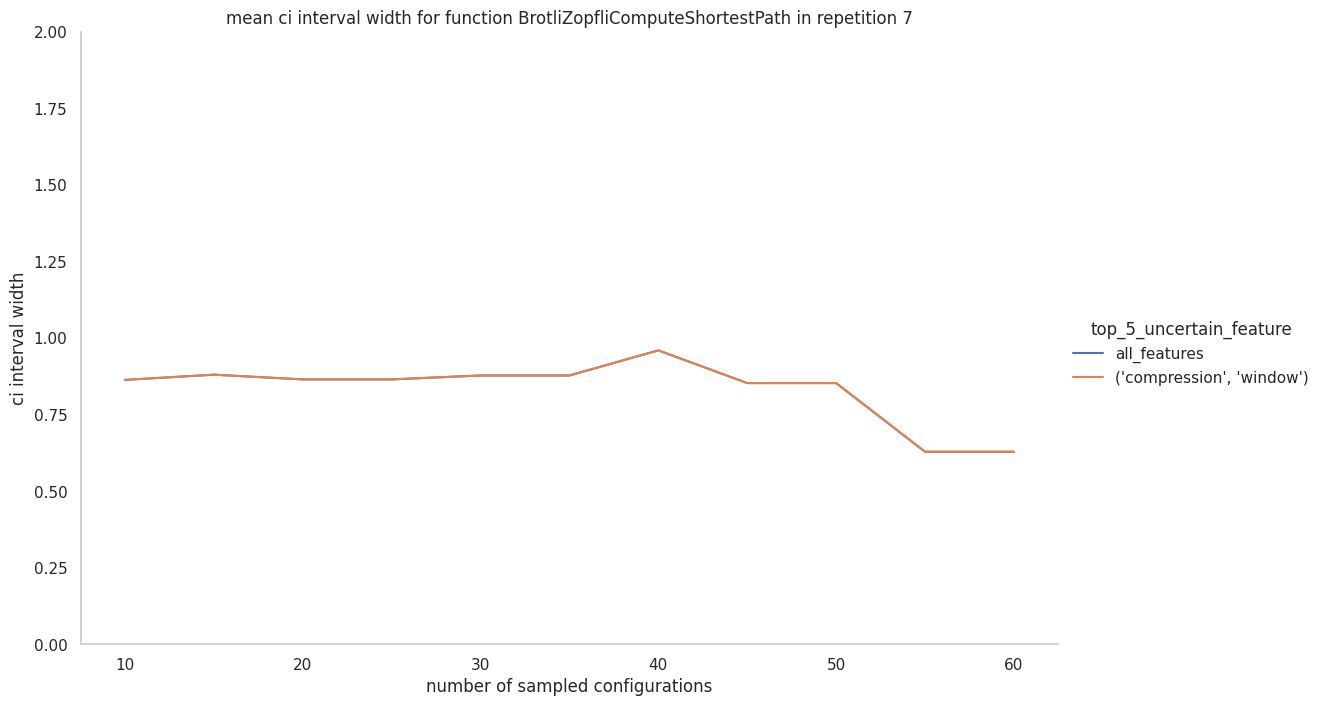 mean ci interval width for function BrotliZopfliComputeShortestPath in repetition 7
2.00
1.75
1.50
1.25
1.00
0.75
0.50
0.25
0.00
ci interval width
10
20
30
40
50
60
number of sampled configurations
top_5_uncertain_feature
all_features
('compression', 'window')